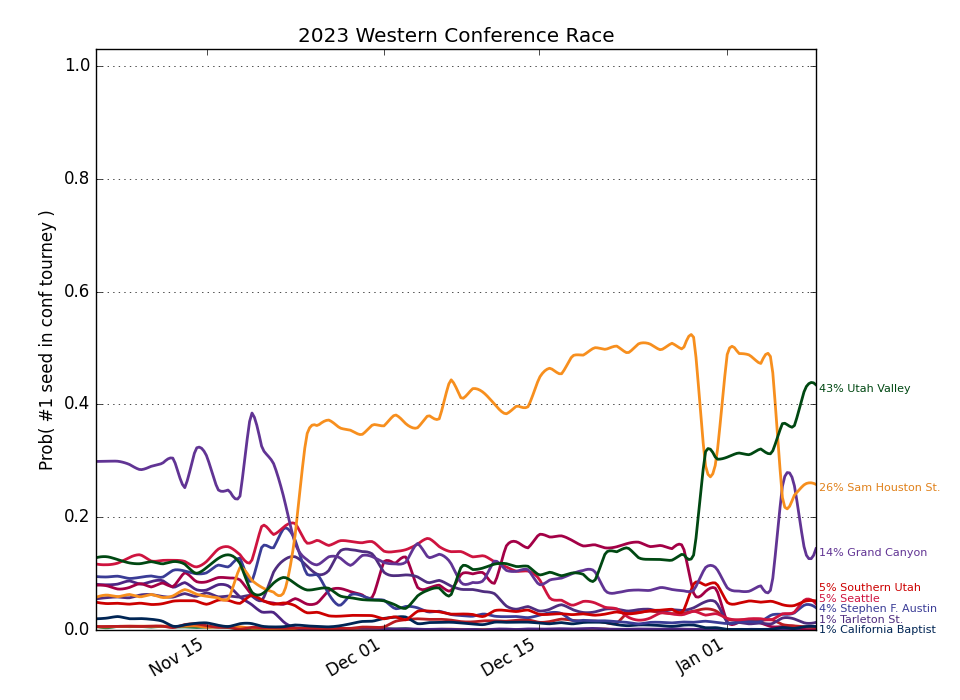 2023 Western Conference Race
Prob( #1 seed in conf tourney )
1.0
0.8
0.6
0.4
0.2
0.0
Nov 15
Dec 01
Dec 15
Jan 01
43% Utah Valley
26% Sam Houston St.
14% Grand Canyon
5% Southern Utah
5% Seattle
4% Stephen F. Austin
1% Tarleton St.
1% California Baptist